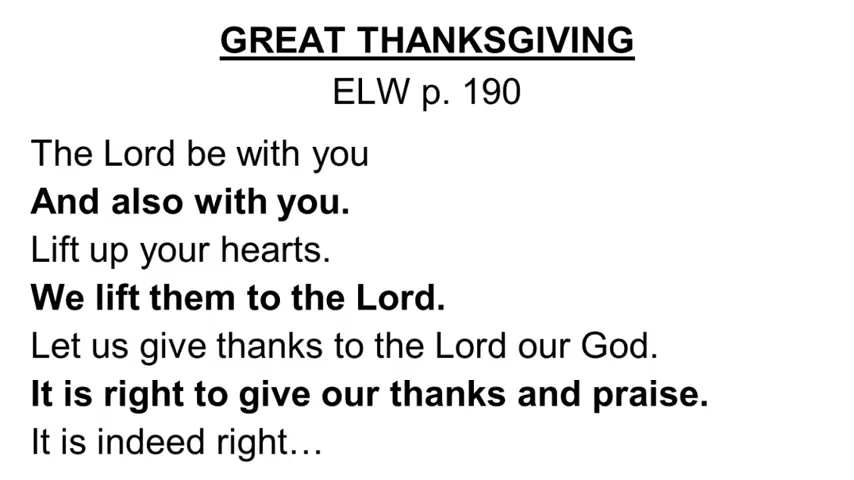 GREAT THANKSGIVING
ELW p. 190
The Lord be with you
And also with you.
Lift up your hearts.
We lift them to the Lord.
Let us give thanks to the Lord our God.
It is right to give our thanks and praise.
It is indeed right…